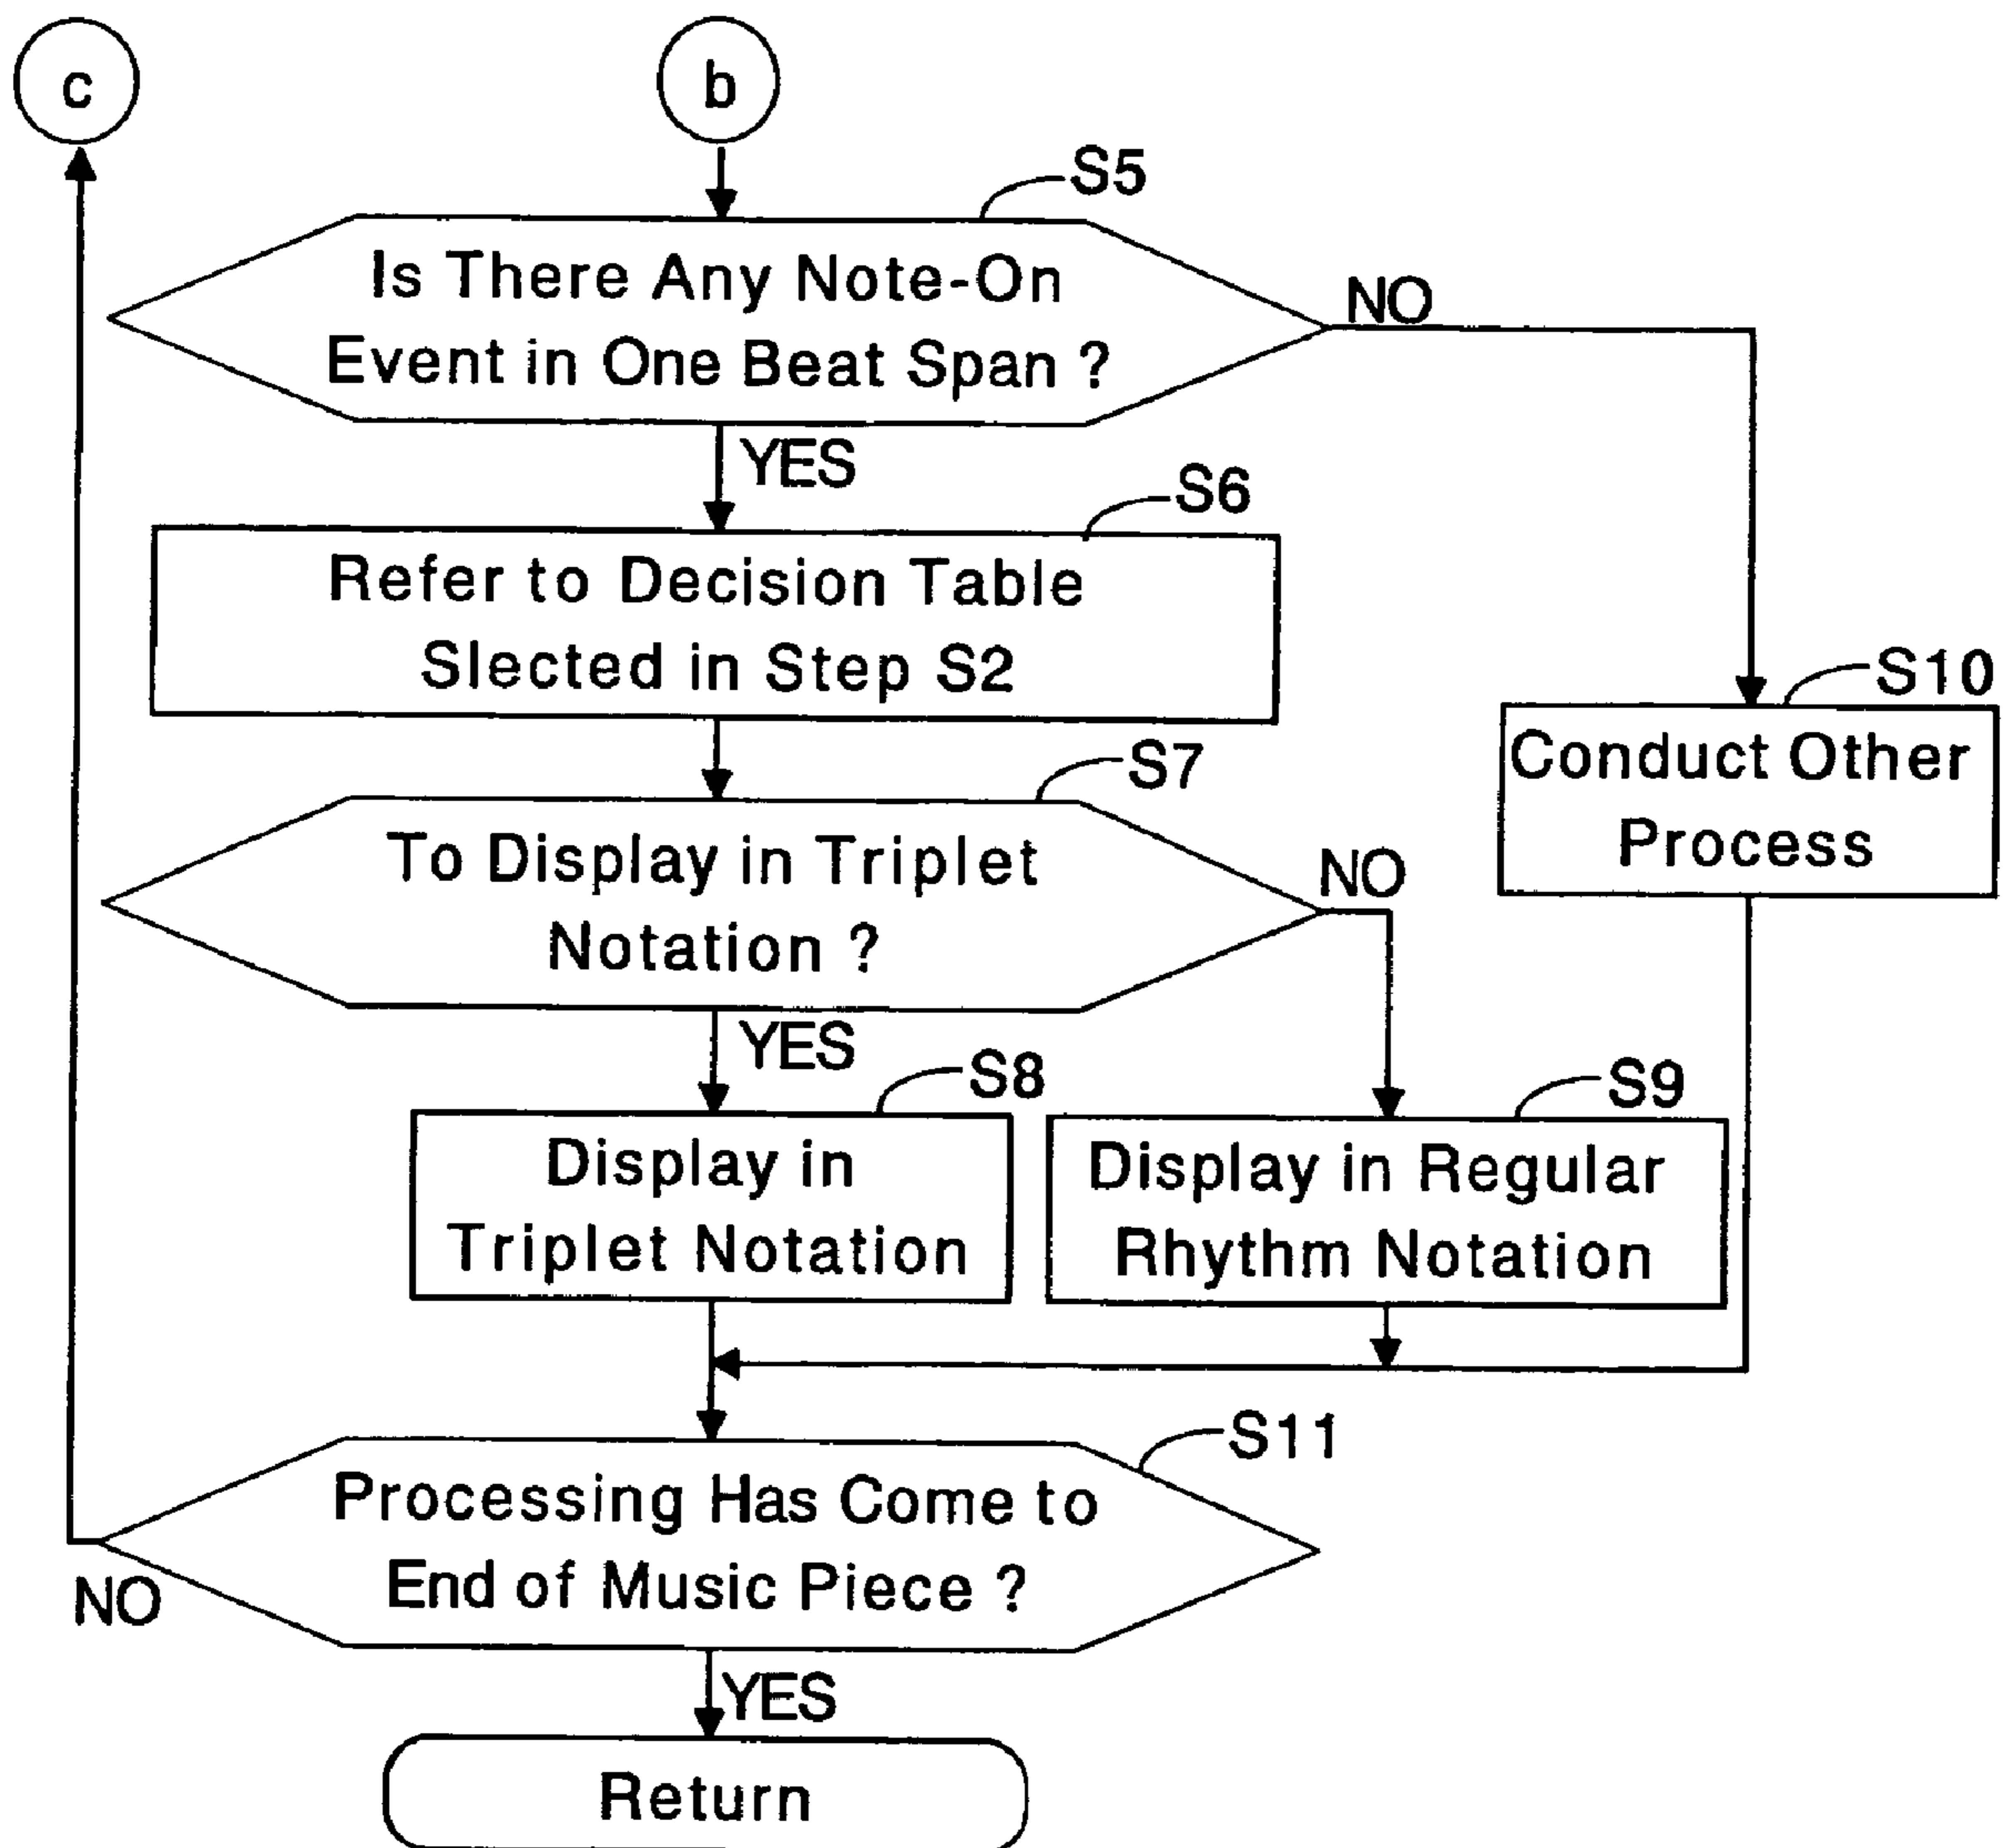 c
b
S5
Is There Any Note-On
Event in One Beat Span ?
NO
YES
S6
Refer to Decision Table
Slected in Step S2
S10
Conduct Other
Process
S7
To Display in Triplet
Notation ?
NO
YES
S8
Display in
Triplet Notation
S9
Display in Regular
Rhythm Notation
S11
Processing Has Come to
End of Music Piece ?
NO
YES
Return